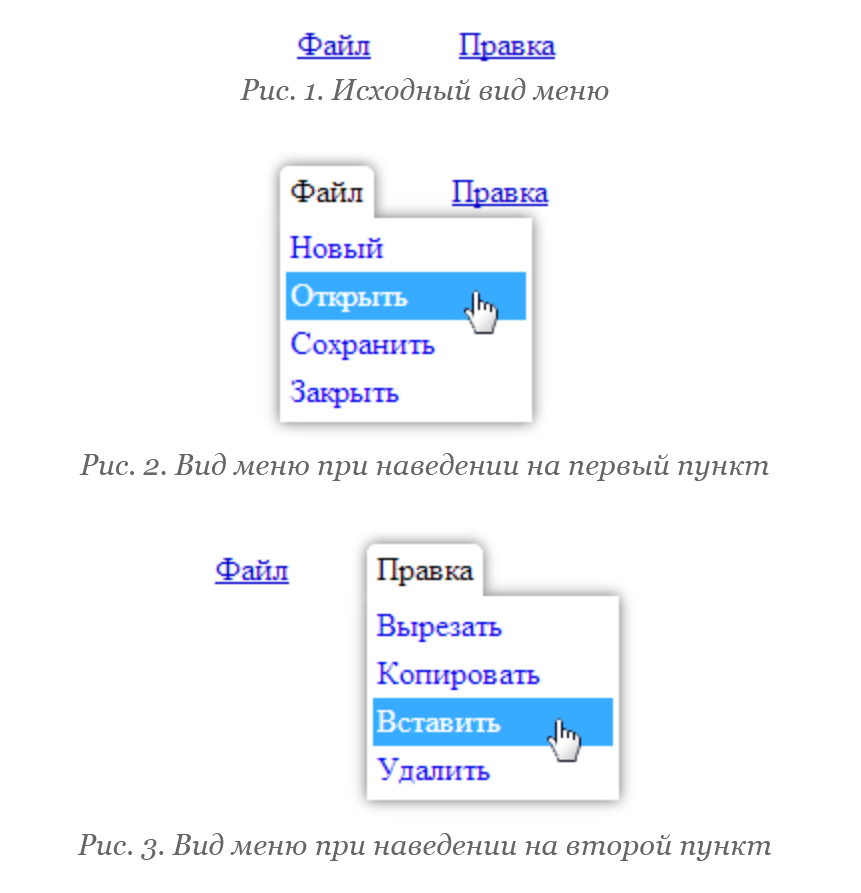 Файл Правка
Рис. 1. Исходный вид меню
Файл Правка
Новый
Открыть
Сохранить
Закрыть
Рис. 2. Вид меню при наведении на первый пункт
Файл Правка
Вырезать
Копировать
Вставить
Удалить
Рис. 3. Вид меню при наведении на второй пункт